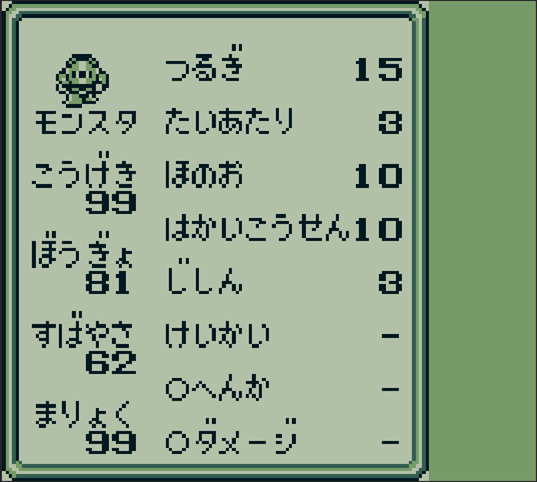 つるぎ 15
モンスタ たいあたり 3
こうげき 99 ほのお 10
はかいこうせん10
ぼうぎょ 81 じしん 3
すばやさ 62 けいかい -
○へんか -
まりょく 99 ○ダメージ -